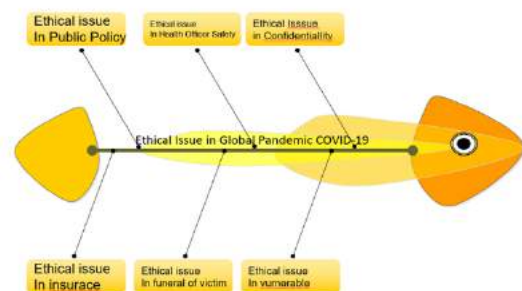 Ethical issue
In Public Policy
Ethical issue
In Health Officer Safety
Ethical Isssue
in Confidentiallity
Ethical Issue in Global Pandemic COVID-19
Ethical issue
In insurace
Ethical issue
In funeral of victim
Ethical issue
In vurnerable